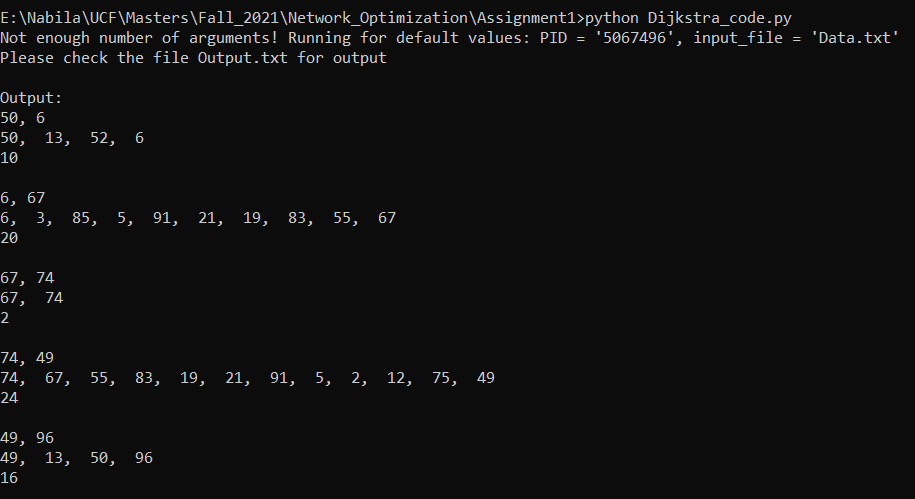 E:\Nabila\UCF\Masters\Fall_2021\Network_Optimization\Assignment1>python Dijkstra_code.py
Not enough number of arguments! Running for default values: PID = '5067496', input_file = 'Data.txt'
Please check the file Output.txt for output

Output:
50, 6
50,  13,  52,  6
10

6, 67
6,  3,  85,  5,  91,  21,  19,  83,  55,  67
20

67, 74
67,  74
2

74, 49
74,  67,  55,  83,  19,  21,  91,  5,  2,  12,  75,  49
24

49, 96
49,  13,  50,  96
16